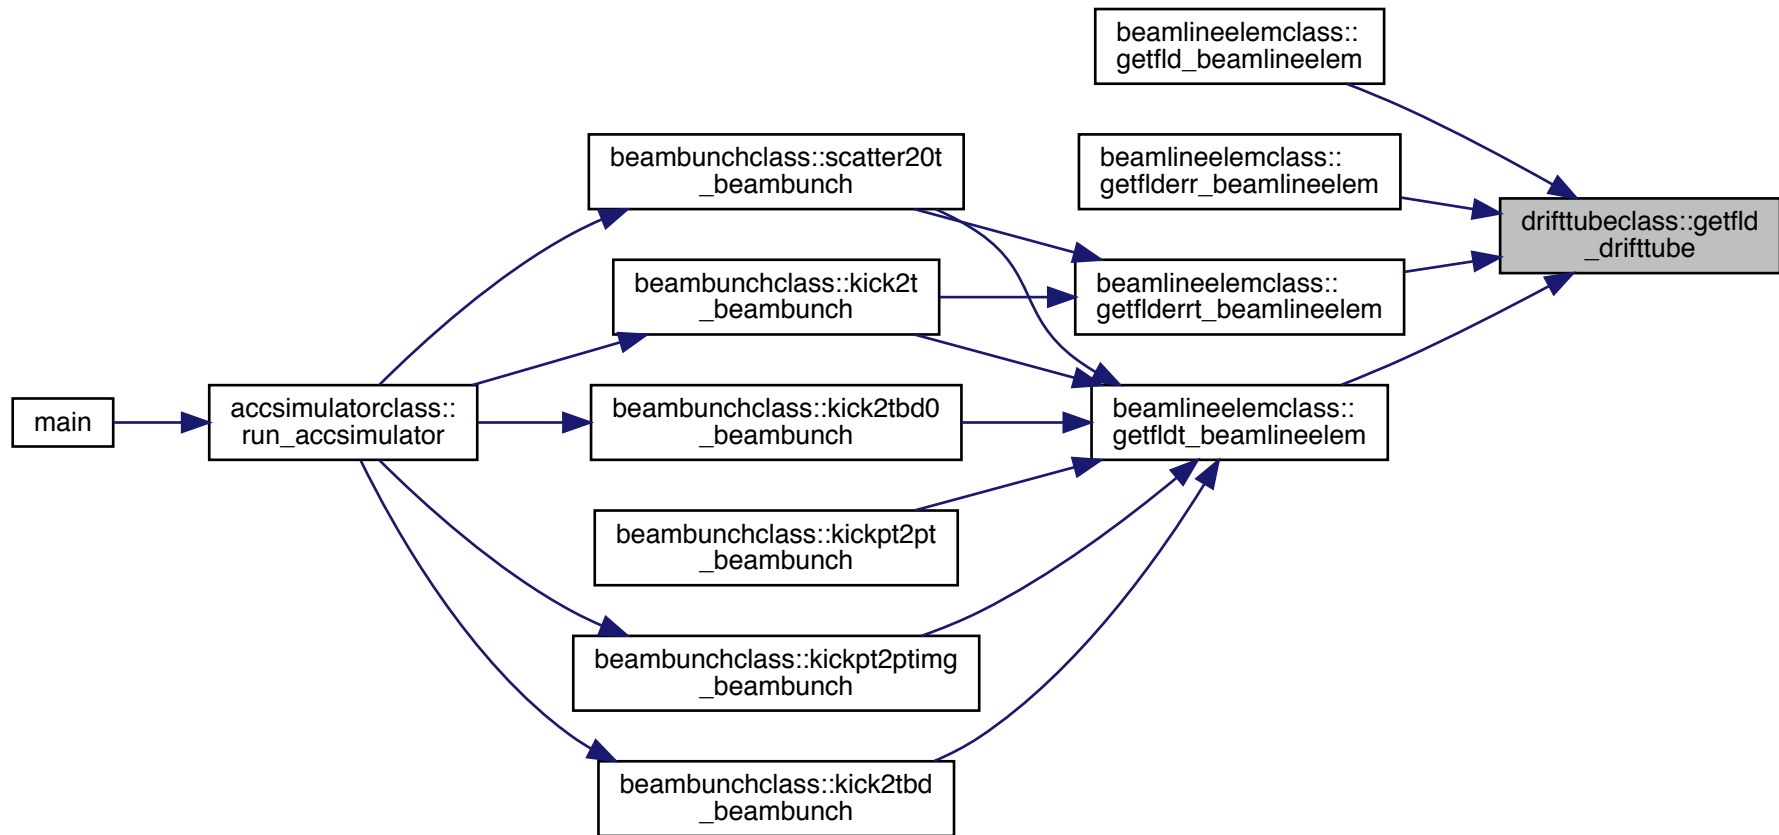 beamlineelemclass::
getfld_beamlineelem
beambunchclass::scatter20t
_beambunch
beamlineelemclass::
getflderr_beamlineelem
drifttubeclass::getfld
_drifttube
beambunchclass::kick2t
_beambunch
beamlineelemclass::
getflderrt_beamlineelem
main
accsimulatorclass::
run_accsimulator
beambunchclass::kick2tbd0
_beambunch
beamlineelemclass::
getfldt_beamlineelem
beambunchclass::kickpt2pt
_beambunch
beambunchclass::kickpt2ptimg
_beambunch
beambunchclass::kick2tbd
_beambunch